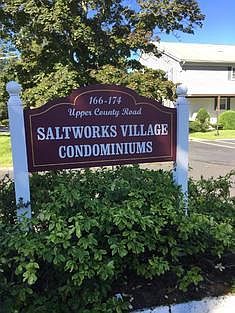 166-174
Upper County Road
SALTWORKS VILLAGE
CONDOMINIUMS